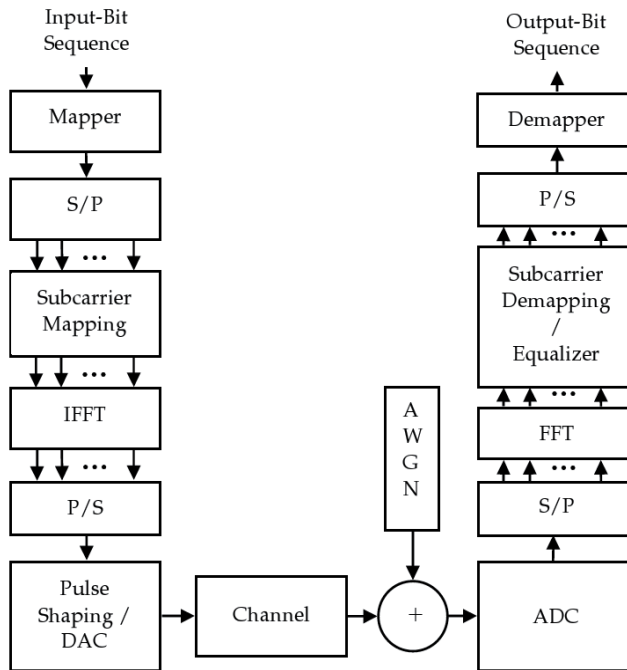 Input-Bit
Sequence
Mapper
S/P
...
Subcarrier
Mapping
...
IFFT
...
P/S
Pulse
Shaping /
DAC
Channel
A
W
G
N
+
Output-Bit
Sequence
Demapper
P/S
...
Subcarrier
Demapping
/
Equalizer
...
FFT
...
S/P
ADC